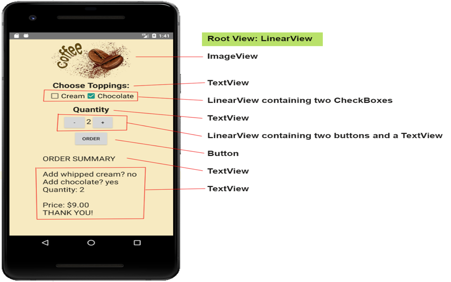 1:41
coffee
Root View: LinearView
ImageView
Choose Toppings:
TextView
Cream
Chocolate
LinearView containing two CheckBoxes
Quantity
TextView
- 2 +
LinearView containing two buttons and a TextView
ORDER
Button
ORDER SUMMARY
TextView
Add whipped cream? no
Add chocolate? yes
Quantity: 2
Price: $9.00
THANK YOU!
TextView